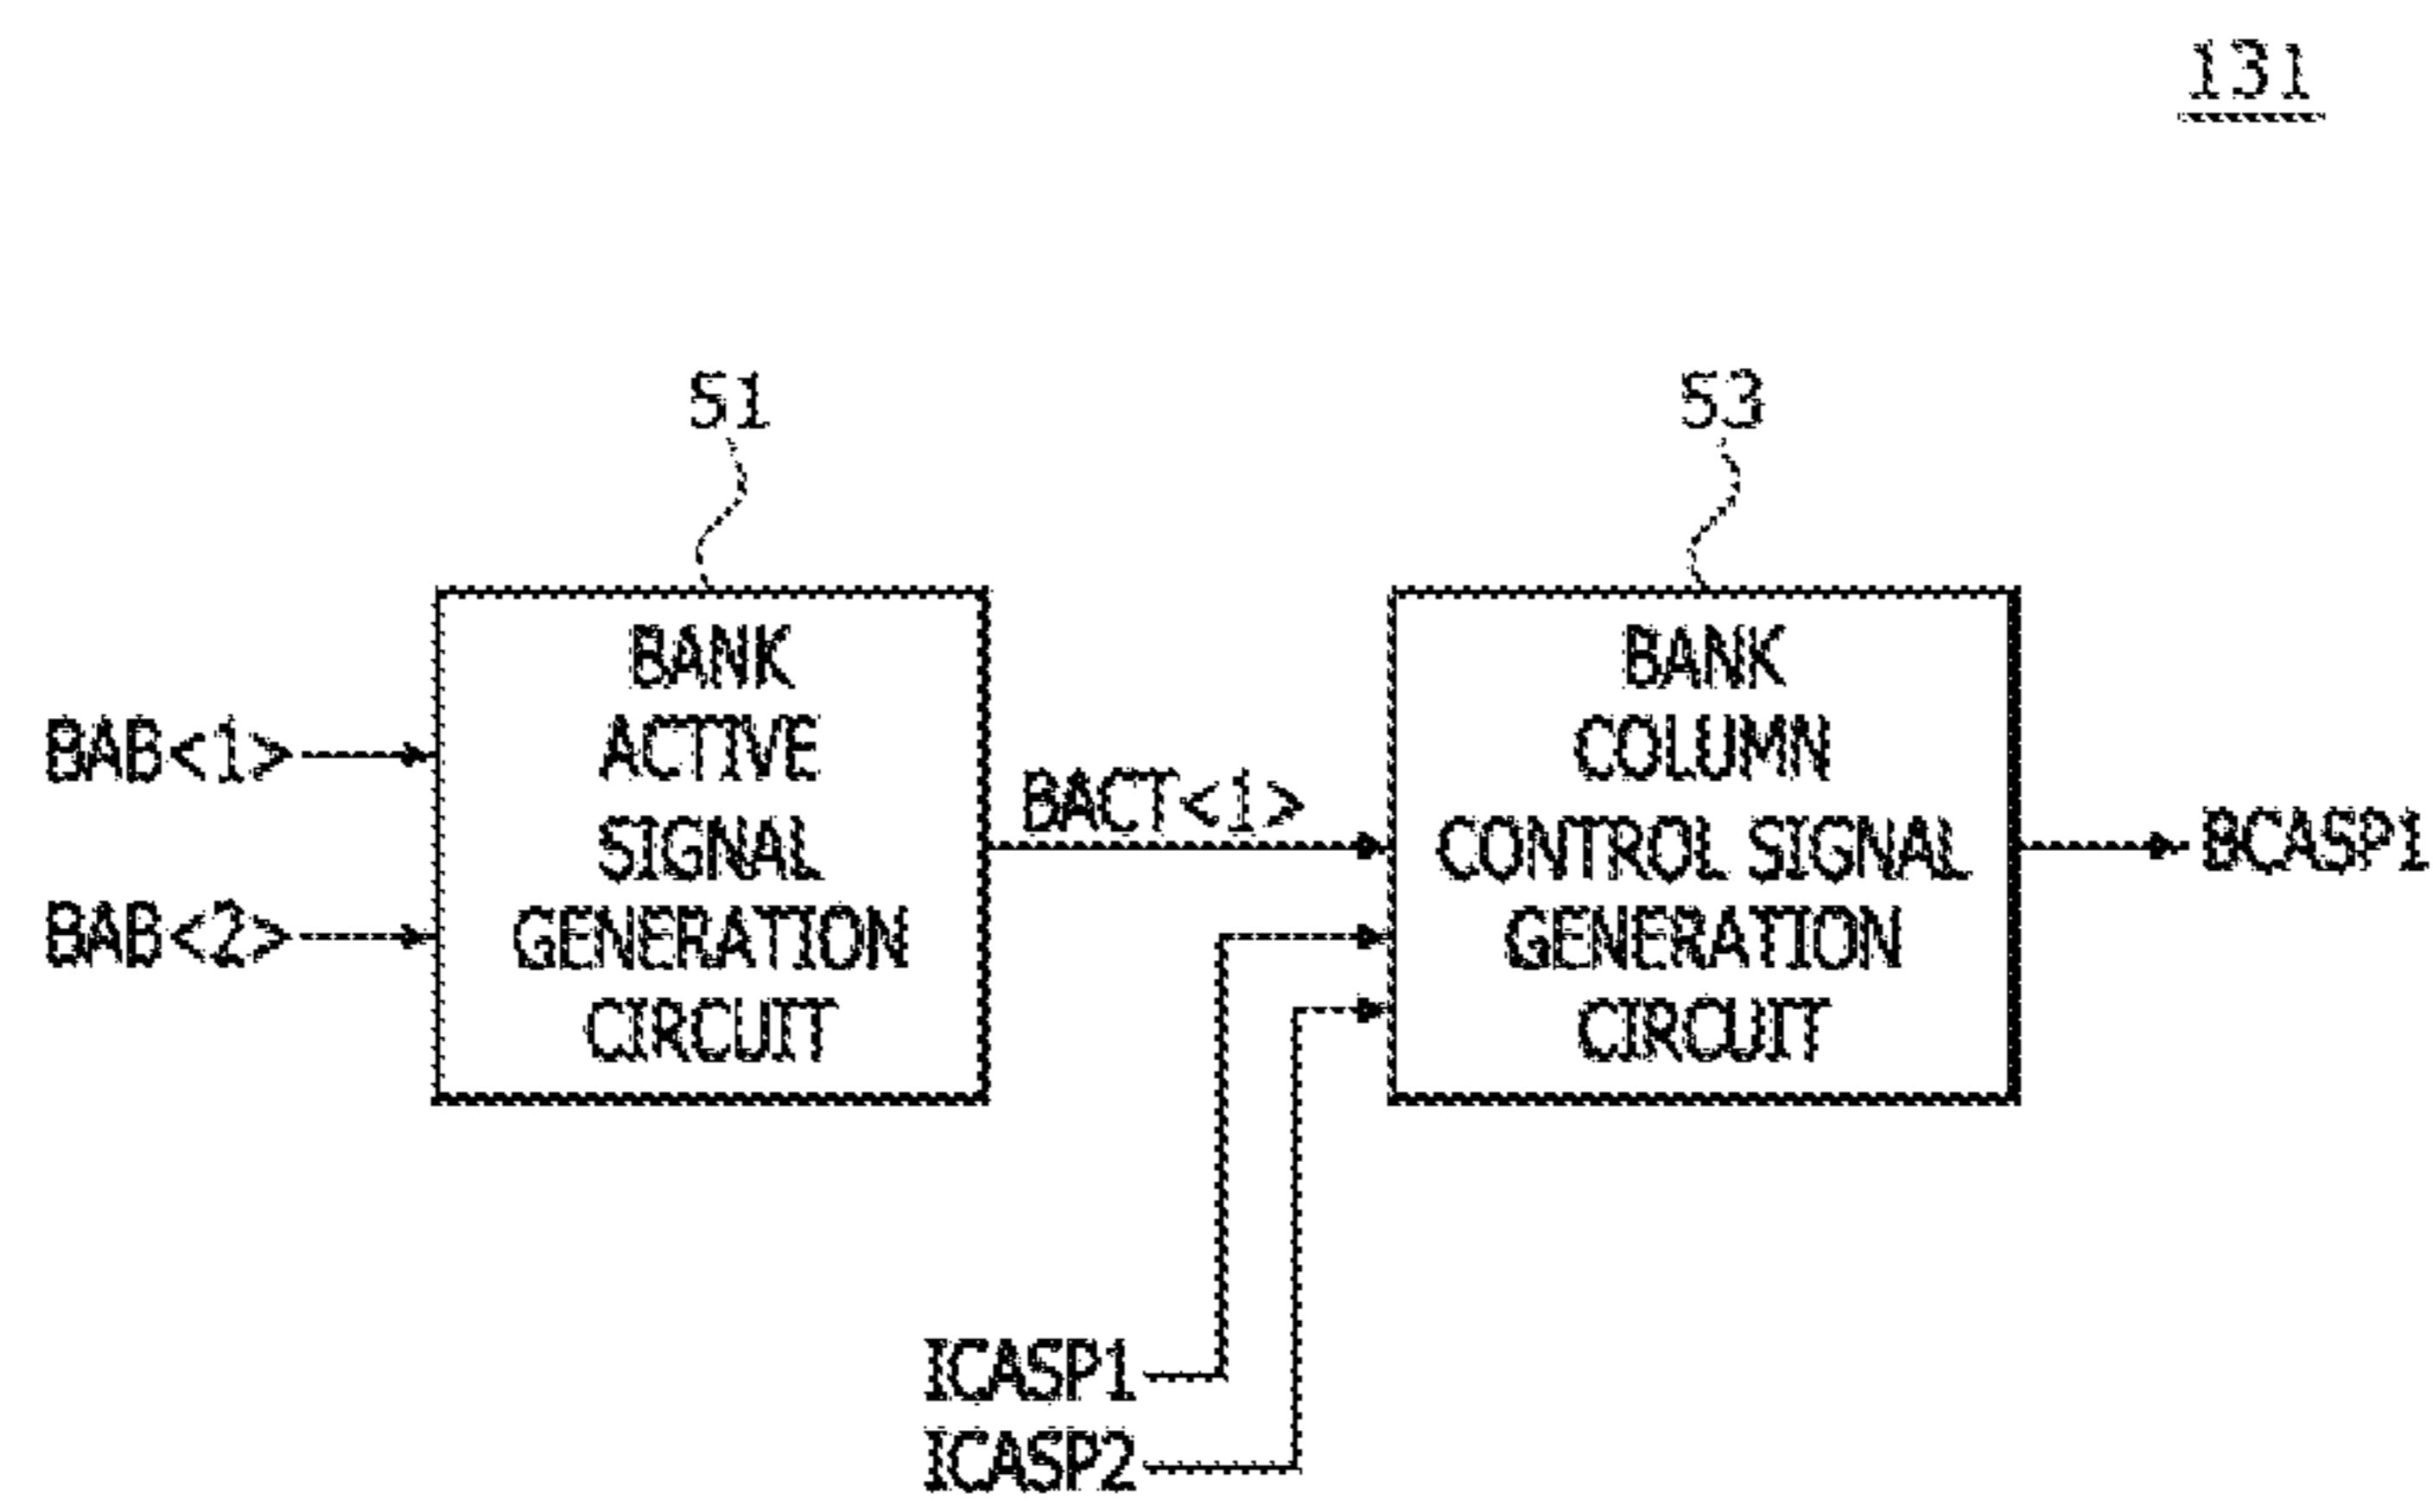 131
51
53
BANK
ACTIVE
SIGNAL
GENERATION
CIRCUIT
BANK
COLUMN
CONTROL SIGNAL
GENERATION
CIRCUIT
BAB<1>
BAB<2>
BACT<1>
BCASP1
ICASP1
ICASP2